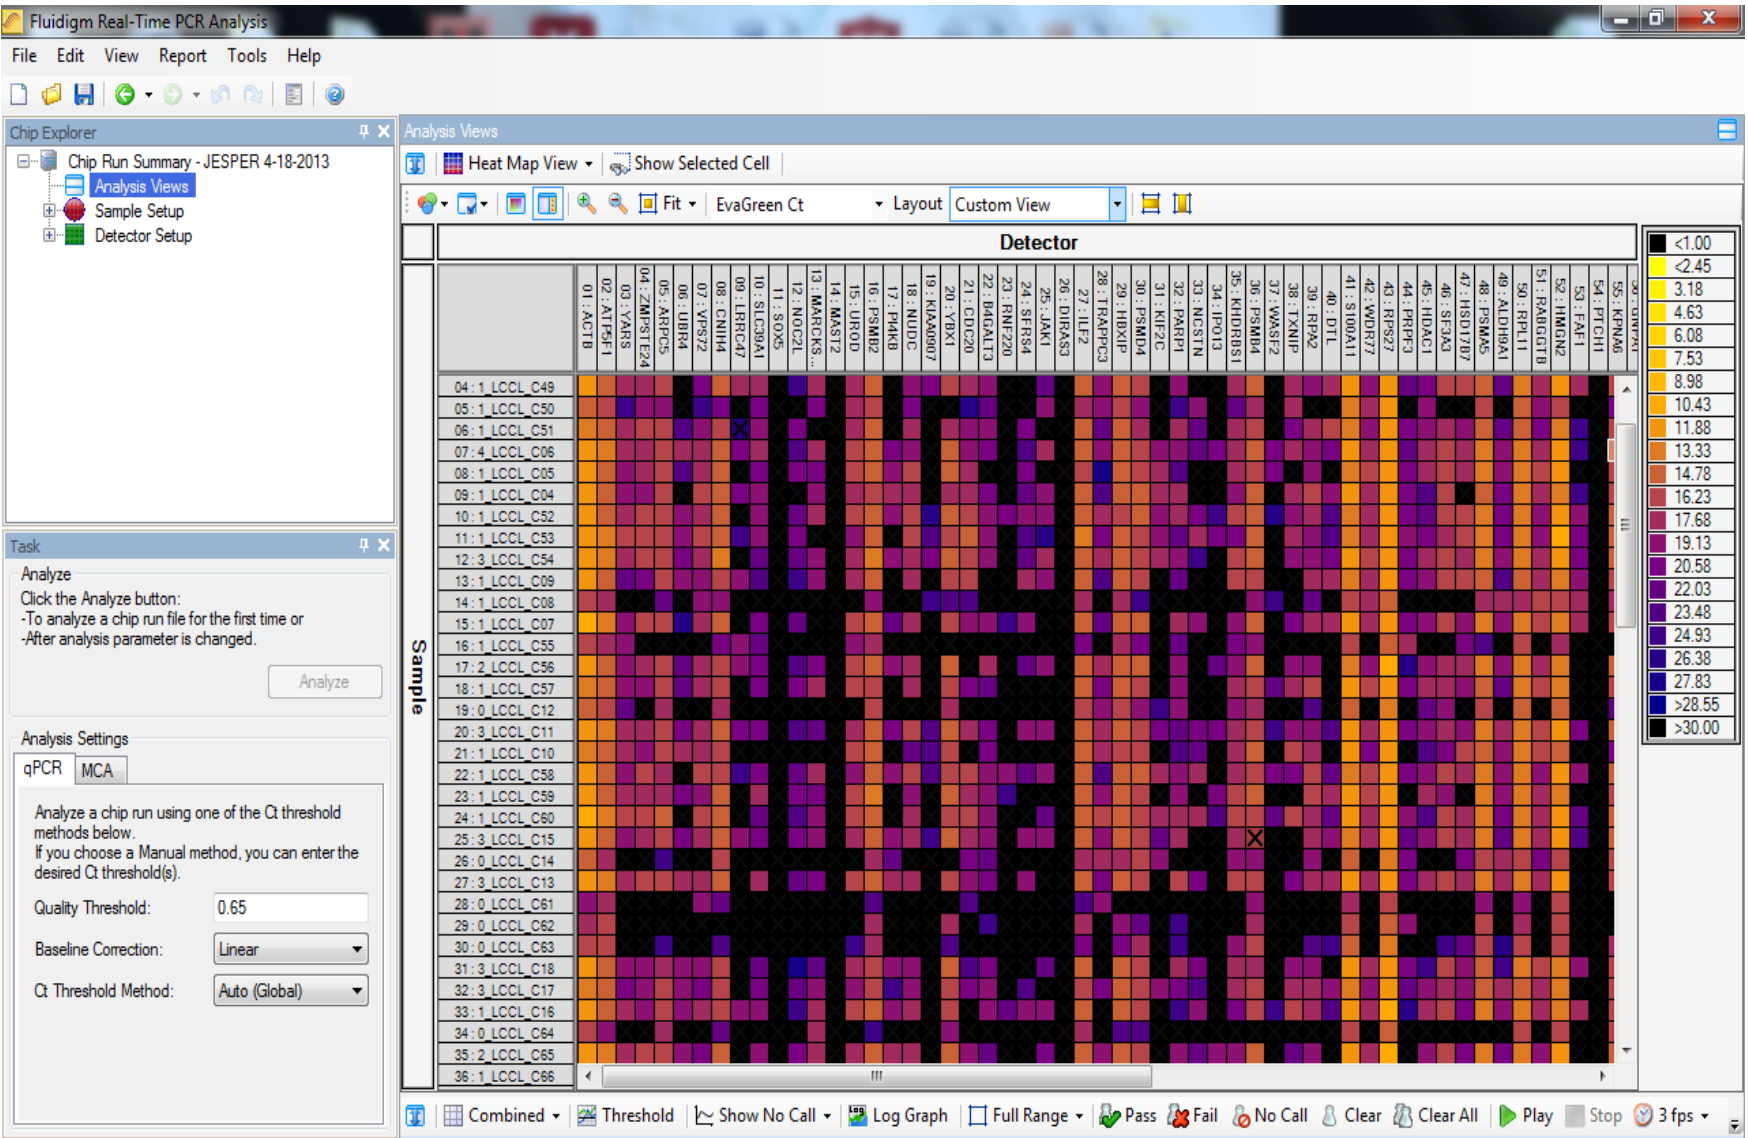 Fluidigm Real-Time PCR Analysis
File Edit View Report Tools Help
Chip Explorer
Chip Run Summary - JESPER 4-18-2013
Analysis Views
Sample Setup
Detector Setup
Task
Analyze
Click the Analyze button:
-To analyze a chip run file for the first time or
-After analysis parameter is changed.
Analyze
Analysis Settings
qPCR MCA
Analyze a chip run using one of the Ct threshold
methods below.
If you choose a Manual method, you can enter the
desired Ct threshold(s).
Quality Threshold: 0.65
Baseline Correction: Linear
Ct Threshold Method: Auto (Global)
Analysis Views
Heat Map View Show Selected Cell
Fit EvaGreen Ct Layout Custom View
Detector
01 : ACTB
02 : ATP5F1
03 : YARS
04 : ZMPSTE24
05 : ARPC5
06 : UBR4
07 : VPS72
08 : CNIH4
09 : LRRC47
10 : SLC39A1
11 : SOX5
12 : NOC2L
13 : MARCKS...
14 : MAST2
15 : UROD
16 : PSMB2
17 : PI4KB
18 : NUDC
19 : KIAA0907
20 : YBX1
21 : CDC20
22 : B4GALT3
23 : RNF220
24 : SFRS4
25 : JAK1
26 : DIRAS3
27 : ILF2
28 : TRAPPC3
29 : HBXIP
30 : PSMD4
31 : KIF2C
32 : PARP1
33 : NCSTN
34 : IPO13
35 : KHDRBS1
36 : PSMB4
37 : WASF2
38 : TXNIP
39 : RPA2
40 : DTL
41 : S100A11
42 : WDR77
43 : RPS27
44 : PRPF3
45 : HDAC1
46 : SF3A3
47 : HSD17B7
48 : PSMA5
49 : ALDH9A1
50 : RPL11
51 : RABGGTB
52 : HMGN2
53 : FAF1
54 : PTCH1
55 : KPNA6
Sample
04 : 1_LCCL_C49
05 : 1_LCCL_C50
06 : 1_LCCL_C51
07 : 4_LCCL_C06
08 : 1_LCCL_C05
09 : 1_LCCL_C04
10 : 1_LCCL_C52
11 : 1_LCCL_C53
12 : 3_LCCL_C54
13 : 1_LCCL_C09
14 : 1_LCCL_C08
15 : 1_LCCL_C07
16 : 1_LCCL_C55
17 : 2_LCCL_C56
18 : 1_LCCL_C57
19 : 0_LCCL_C12
20 : 3_LCCL_C11
21 : 1_LCCL_C10
22 : 1_LCCL_C58
23 : 1_LCCL_C59
24 : 1_LCCL_C60
25 : 3_LCCL_C15
26 : 0_LCCL_C14
27 : 3_LCCL_C13
28 : 0_LCCL_C61
29 : 0_LCCL_C62
30 : 0_LCCL_C63
31 : 3_LCCL_C18
32 : 3_LCCL_C17
33 : 1_LCCL_C16
34 : 0_LCCL_C64
35 : 2_LCCL_C65
36 : 1_LCCL_C66
<1.00
<2.45
3.18
4.63
6.08
7.53
8.98
10.43
11.88
13.33
14.78
16.23
17.68
19.13
20.58
22.03
23.48
24.93
26.38
27.83
>28.55
>30.00
Combined Threshold Show No Call Log Graph Full Range Pass Fail No Call Clear Clear All Play Stop 3 fps